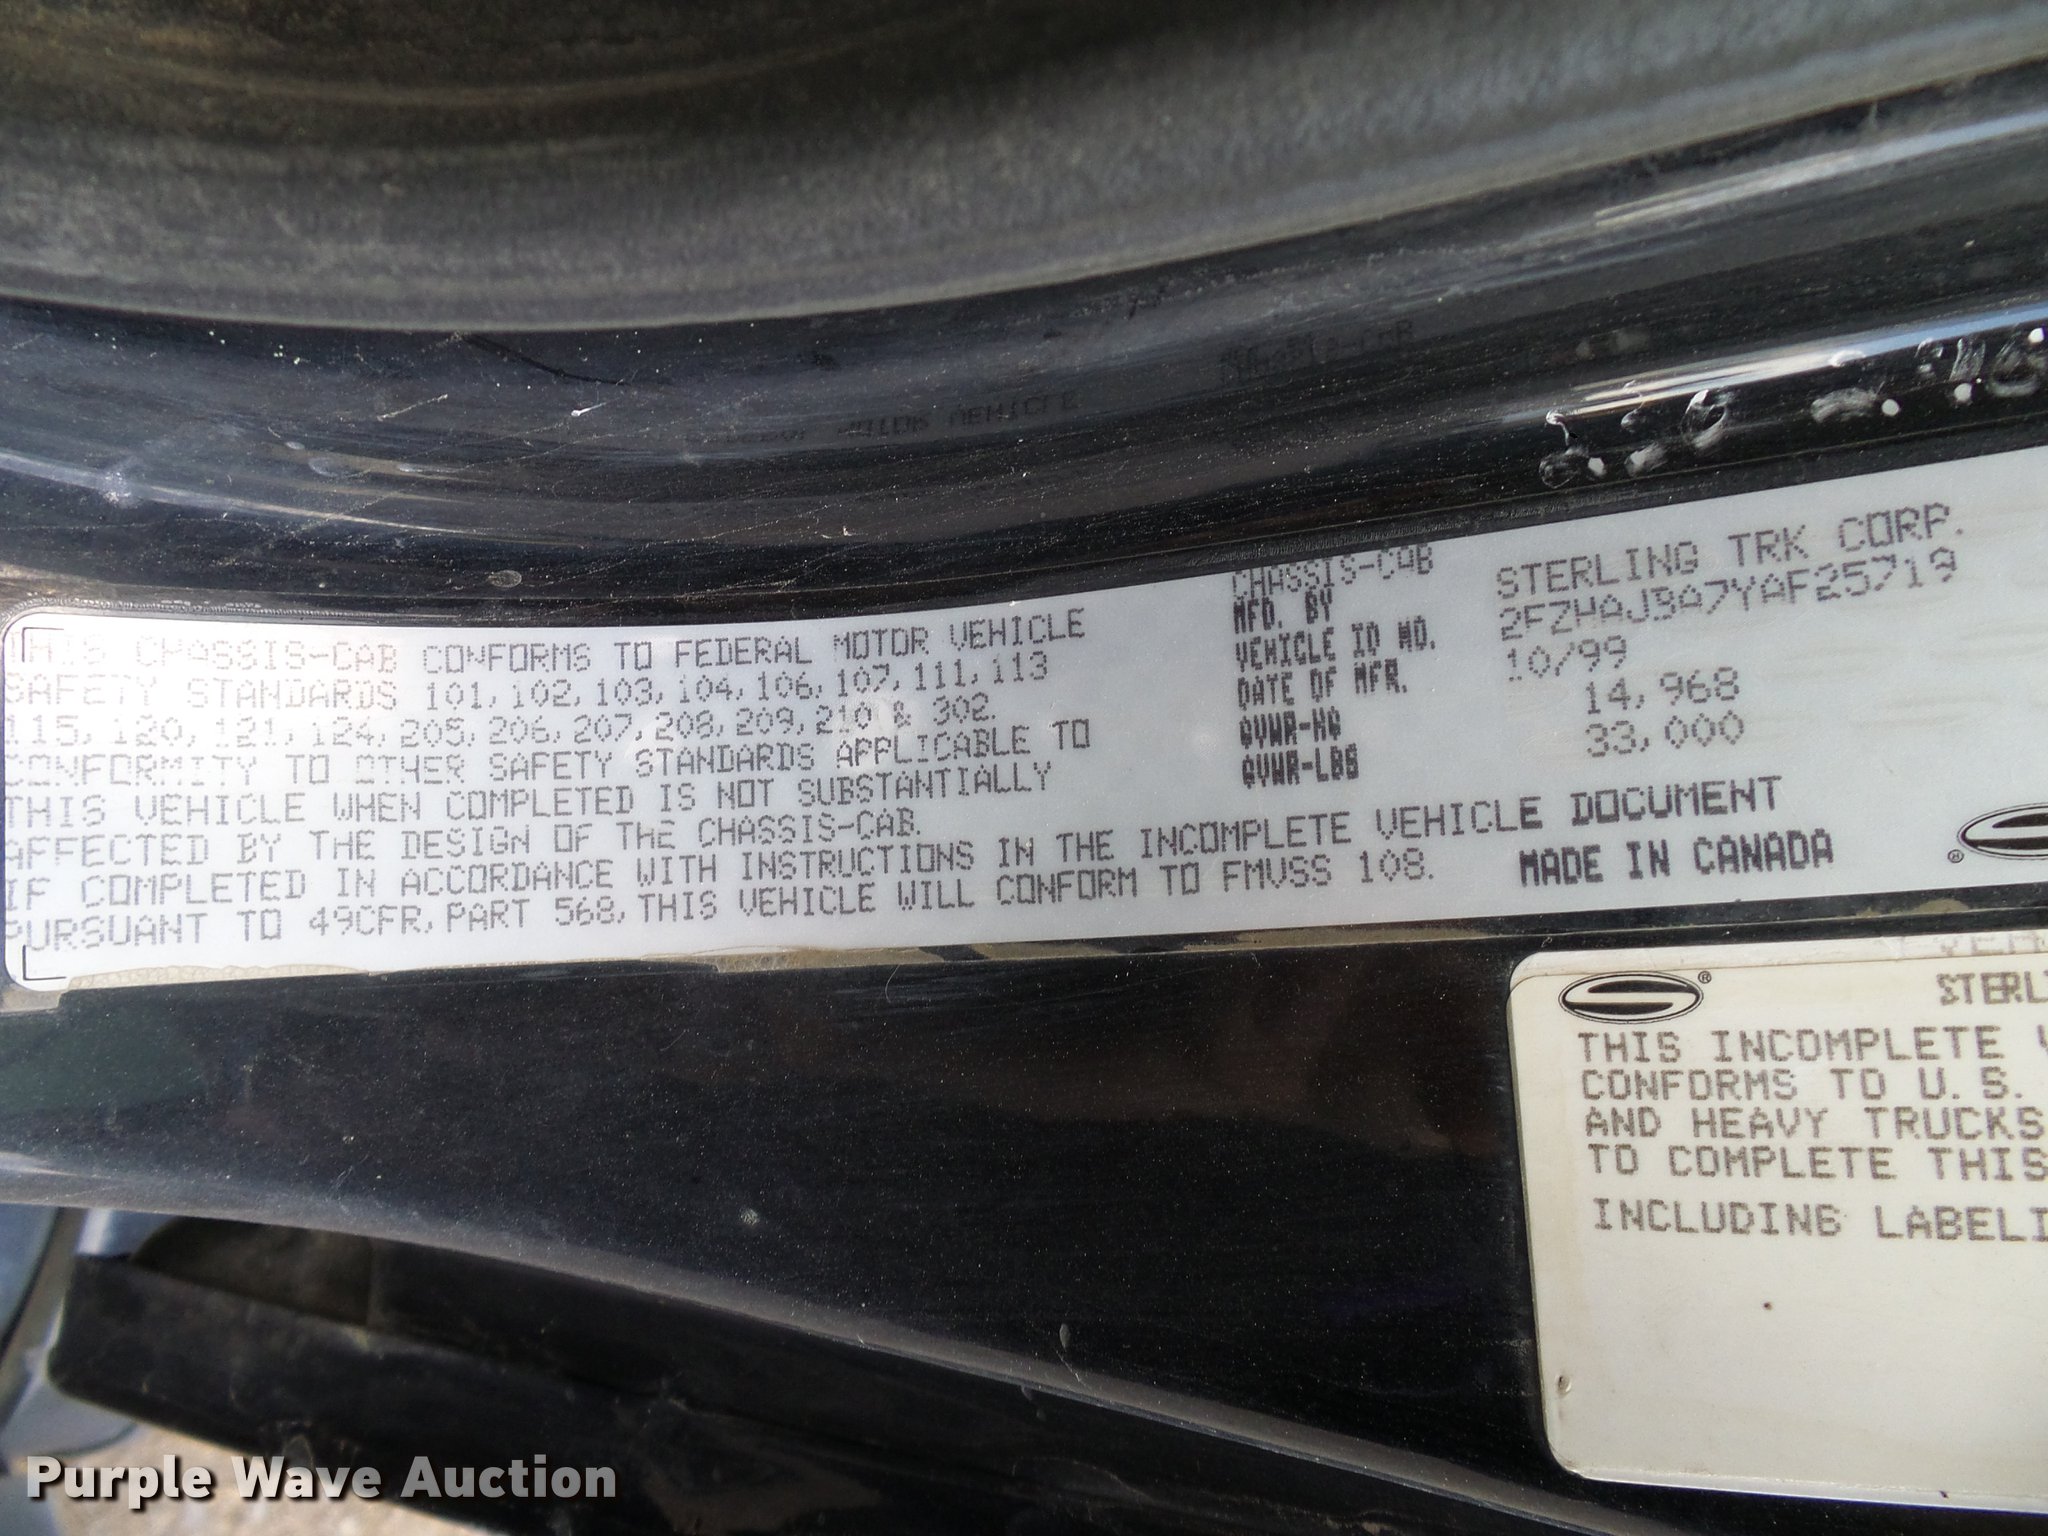 THIS CHASSIS-CAB CONFORMS TO FEDERAL MOTOR VEHICLE
SAFETY STANDARDS 101, 102, 103, 104, 106, 107, 111, 113
115, 120, 121, 124, 205, 206, 207, 208, 209, 210 & 302.
CONFORMITY TO OTHER SAFETY STANDARDS APPLICABLE TO
THIS VEHICLE WHEN COMPLETED IS NOT SUBSTANTIALLY
AFFECTED BY THE DESIGN OF THE CHASSIS-CAB.
IF COMPLETED IN ACCORDANCE WITH INSTRUCTIONS IN THE INCOMPLETE VEHICLE DOCUMENT
PURSUANT TO 49CFR, PART 568, THIS VEHICLE WILL CONFORM TO FMVSS 108.
CHASSIS-CAB
MFD. BY STERLING TRK CORP.
VEHICLE ID NO. 2FZHAJBA7YAF25719
DATE OF MFR. 10/99
GVWR-KG 14,968
GVWR-LBS 33,000
MADE IN CANADA
®
®
STERL
THIS INCOMPLETE V
CONFORMS TO U.S.
AND HEAVY TRUCKS
TO COMPLETE THIS
INCLUDING LABELI
Purple Wave Auction